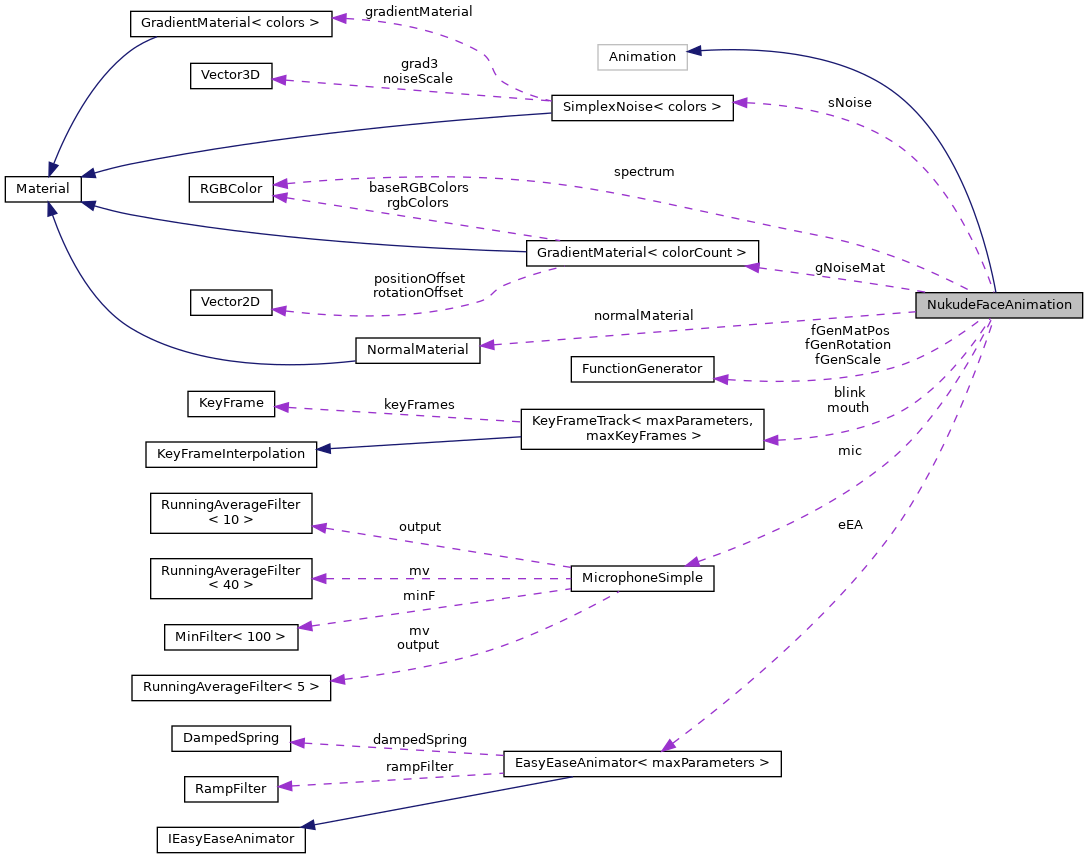 GradientMaterial< colors >
gradientMaterial
Animation
Vector3D
grad3
noiseScale
SimplexNoise< colors >
sNoise
Material
RGBColor
baseRGBColors
rgbColors
spectrum
GradientMaterial< colorCount >
gNoiseMat
Vector2D
positionOffset
rotationOffset
NukudeFaceAnimation
normalMaterial
NormalMaterial
fGenMatPos
fGenRotation
fGenScale
FunctionGenerator
KeyFrame
keyFrames
KeyFrameTrack< maxParameters,
maxKeyFrames >
blink
mouth
KeyFrameInterpolation
mic
RunningAverageFilter
< 10 >
output
eEA
RunningAverageFilter
< 40 >
mv
MicrophoneSimple
minF
MinFilter< 100 >
mv
output
RunningAverageFilter< 5 >
DampedSpring
dampedSpring
EasyEaseAnimator< maxParameters >
rampFilter
RampFilter
IEasyEaseAnimator